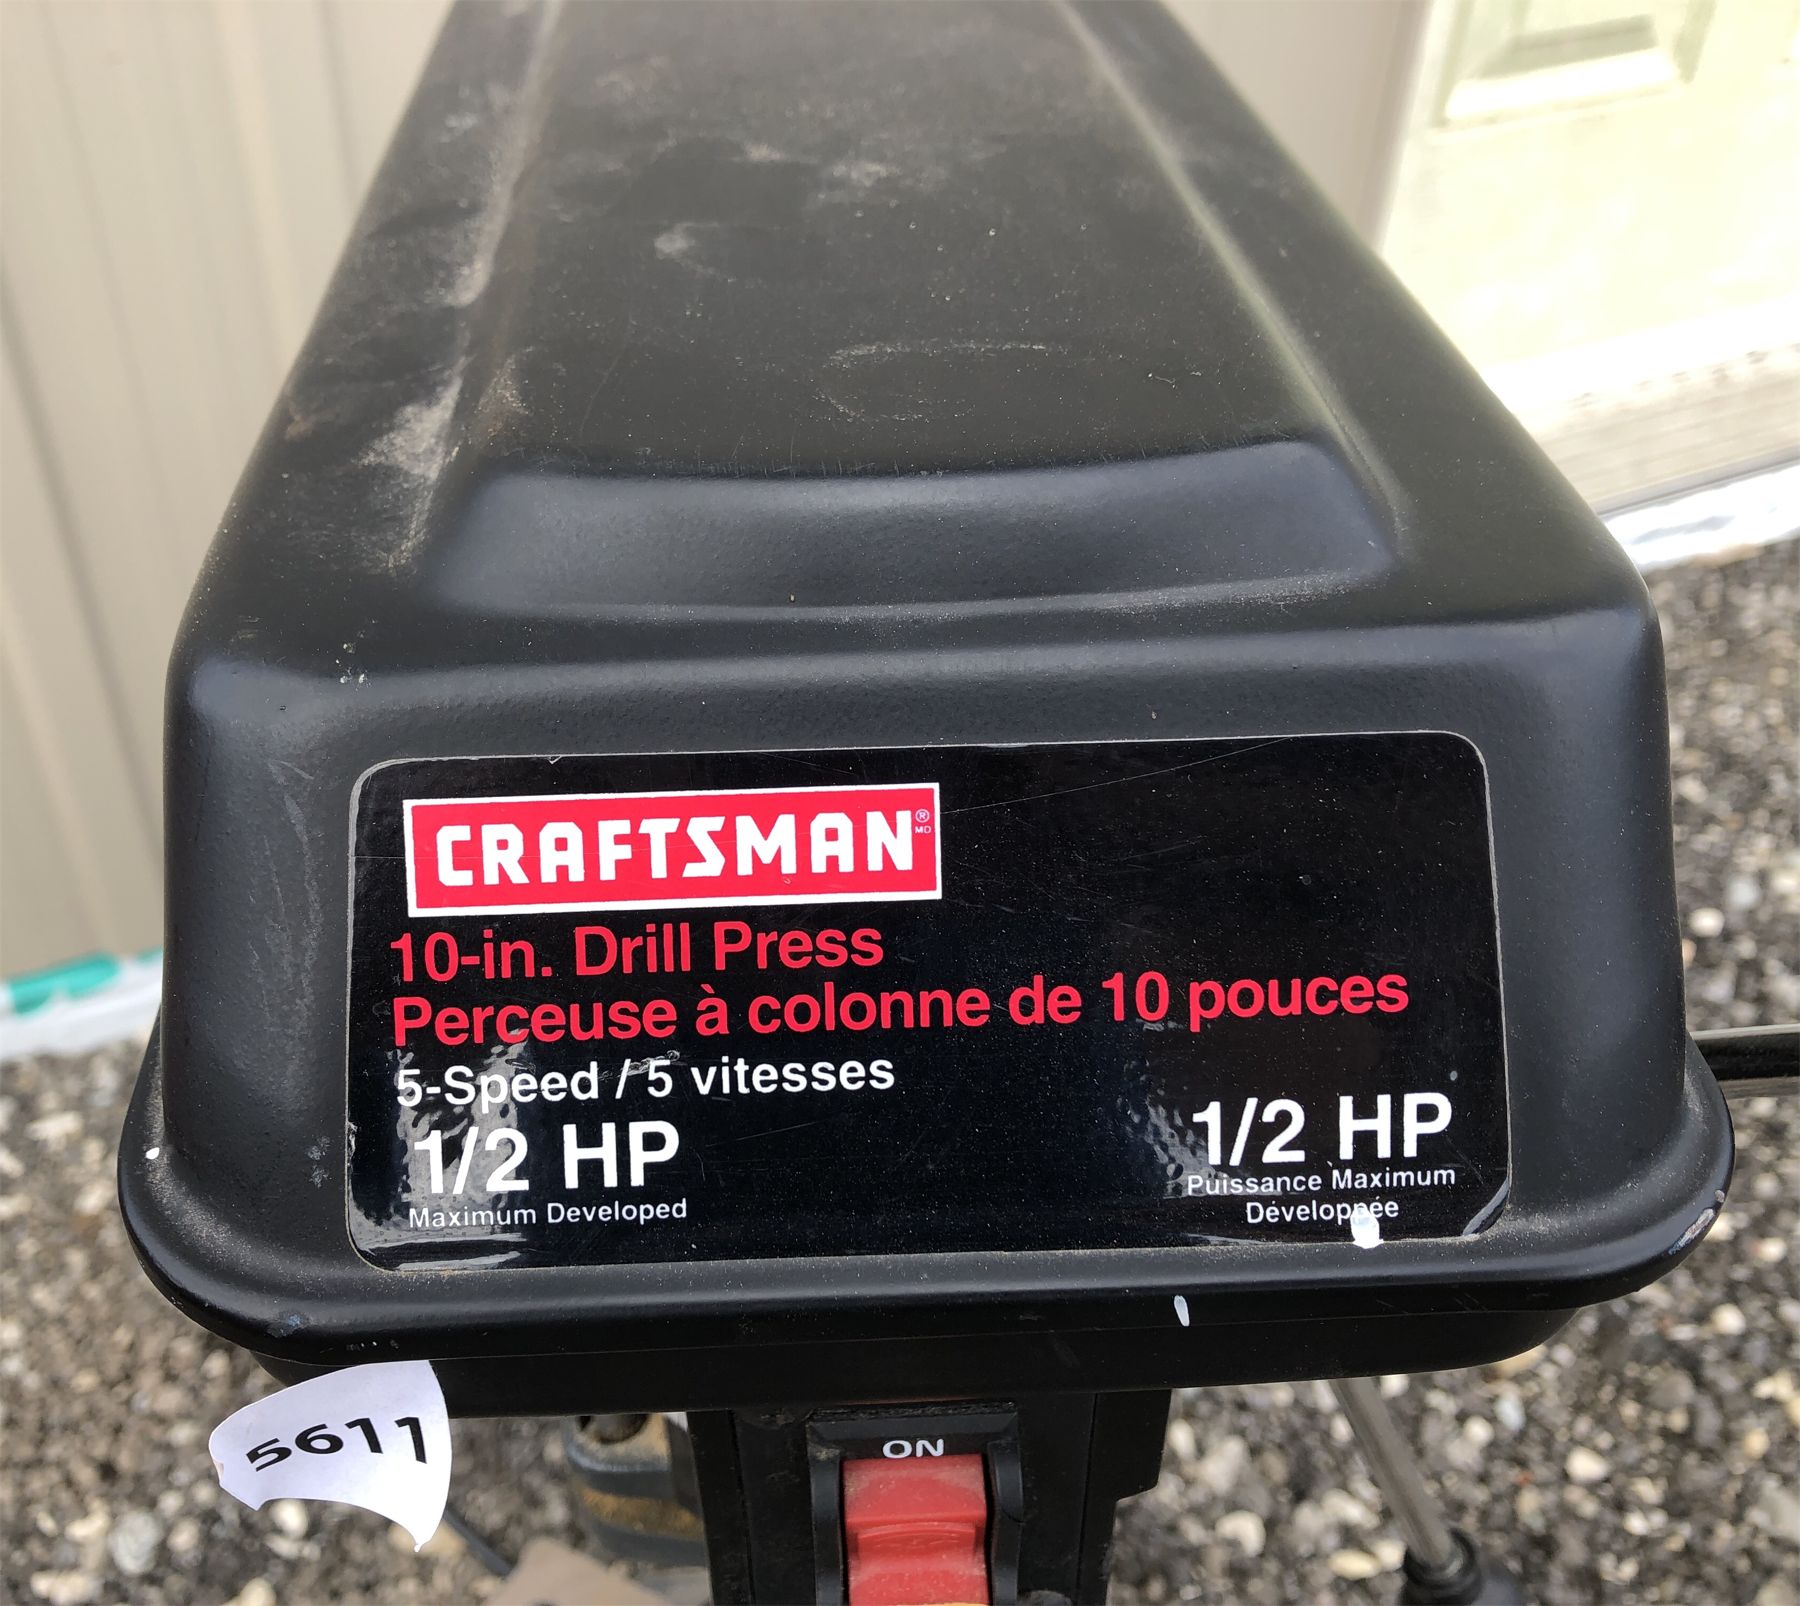 CRAFTSMAN®
MD
10-in. Drill Press
Perceuse à colonne de 10 pouces
5-Speed / 5 vitesses
1/2 HP
Maximum Developed
1/2 HP
Puissance Maximum
Développée
5611
ON